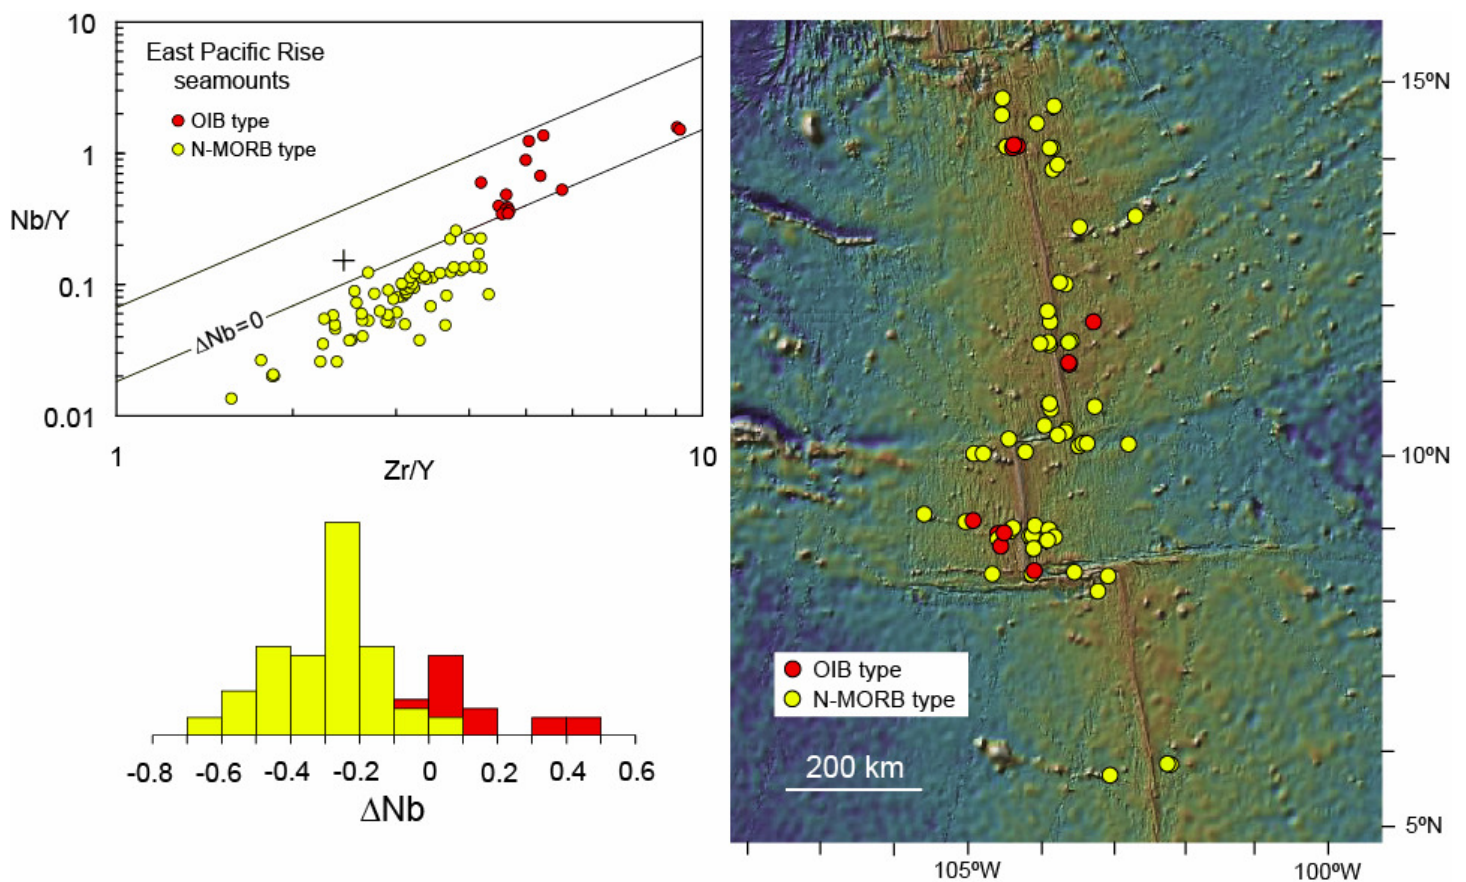 10
1
0.1
0.01
Nb/Y
East Pacific Rise
seamounts
OIB type
N-MORB type
ΔNb=0
1
10
Zr/Y
-0.8
-0.6
-0.4
-0.2
0
0.2
0.4
0.6
ΔNb
15ºN
10ºN
5ºN
OIB type
N-MORB type
200 km
105ºW
100ºW